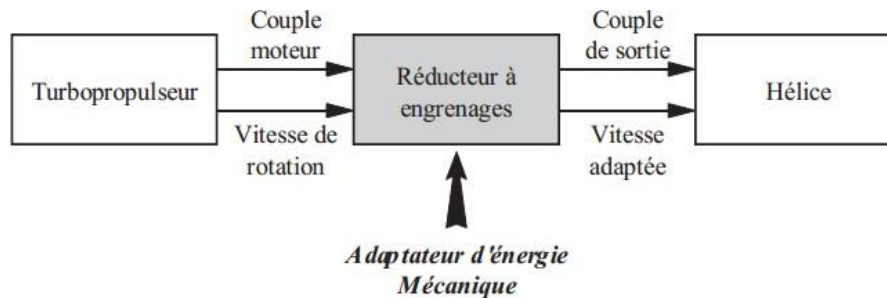 Couple
moteur
Couple
de sortie
Turbopropulseur
Réducteur à
engrenages
Hélice
Vitesse de
rotation
Vitesse
adaptée
Adaptateur d'énergie
Mécanique